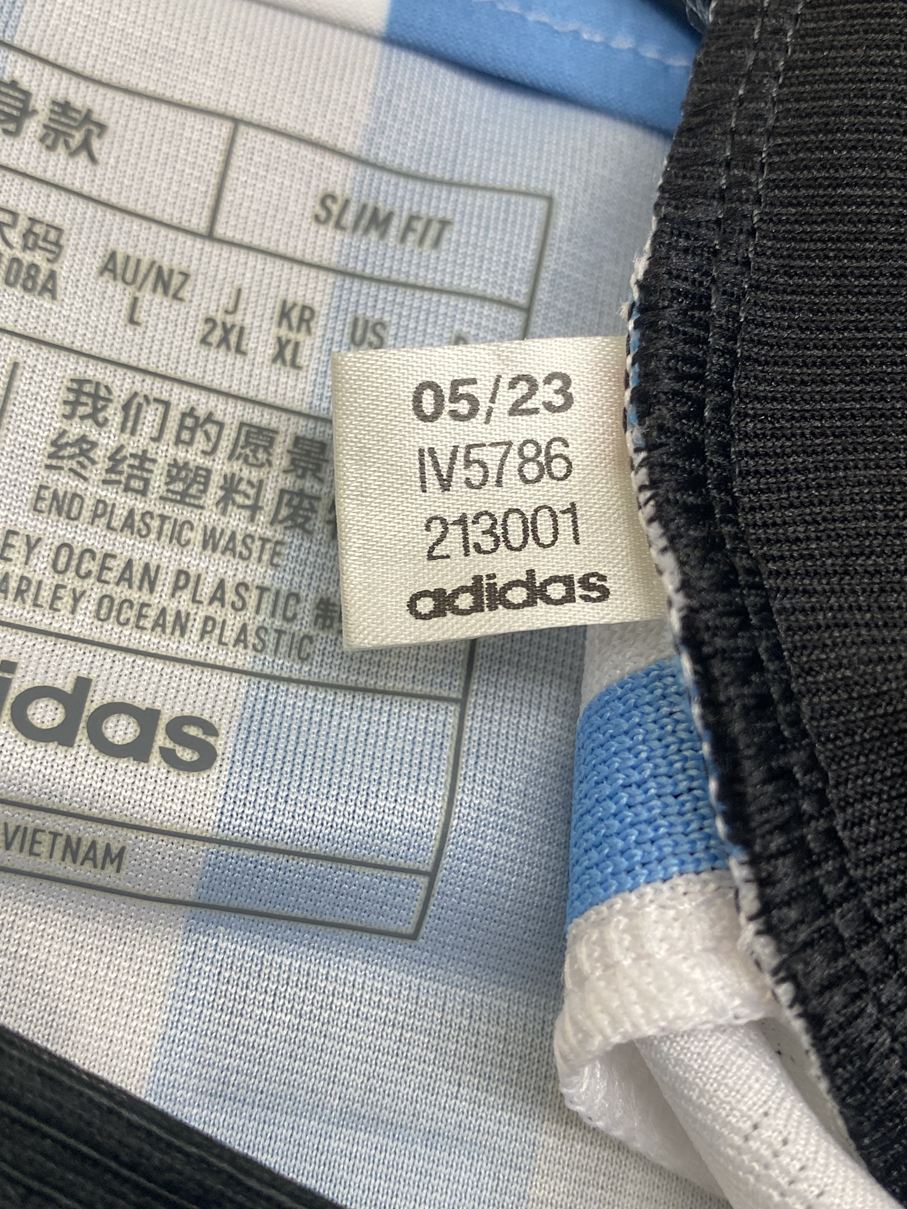 身款
SLIM FIT
尺码
08A
AU/NZ
L
J
2XL
KR
XL
US
05/23
IV5786
213001
adidas
我们的愿景
终结塑料废
END PLASTIC WASTE
EY OCEAN PLASTIC 制
ARLEY OCEAN PLASTIC
idas
VIETNAM